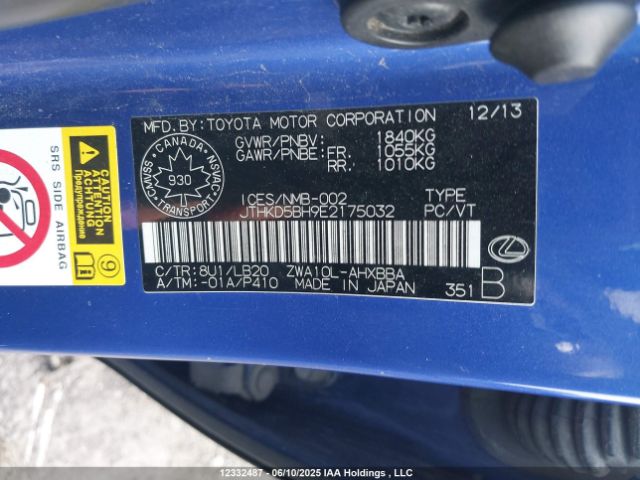 MFD.BY:TOYOTA MOTOR CORPORATION 12/13
GVWR/PNBV: 1840KG
GAWR/PNBE: FR. 1055KG
RR. 1010KG
CANADA
CMVSS NSVAC
930
TRANSPORT
ICES/NMB-002 TYPE
JTHKD5BH9E2175032 PC/VT
C/TR:8U1/LB20 ZWA10L-AHXBBA
A/TM:-01A/P410 MADE IN JAPAN 351 B
CAUTION
ACHTUNG
ATTENTION
SRS SIDE AIRBAG
9
12332487 06/10/2025 IAA Holdings , LLC